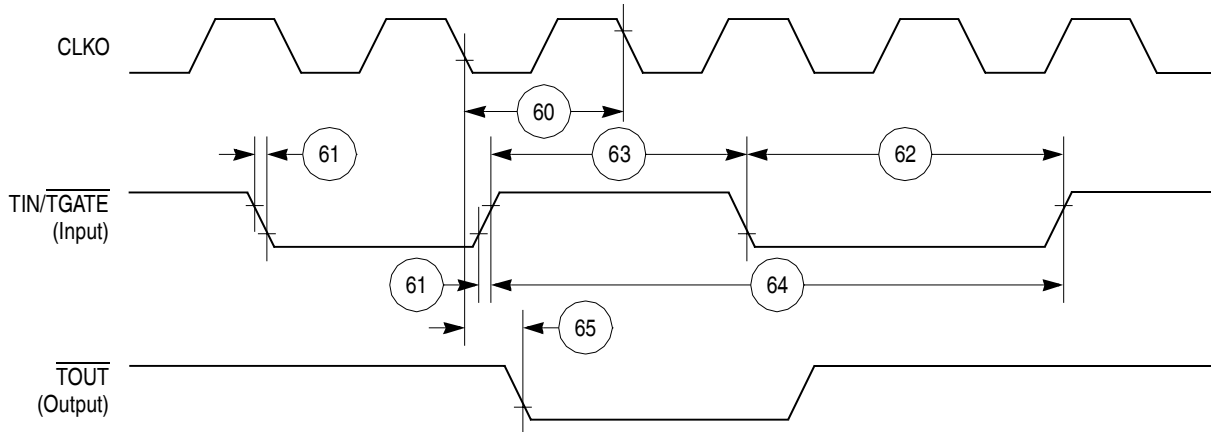 CLKO
60
61
63
62
TIN/TGATE
(Input)
61
64
65
TOUT
(Output)